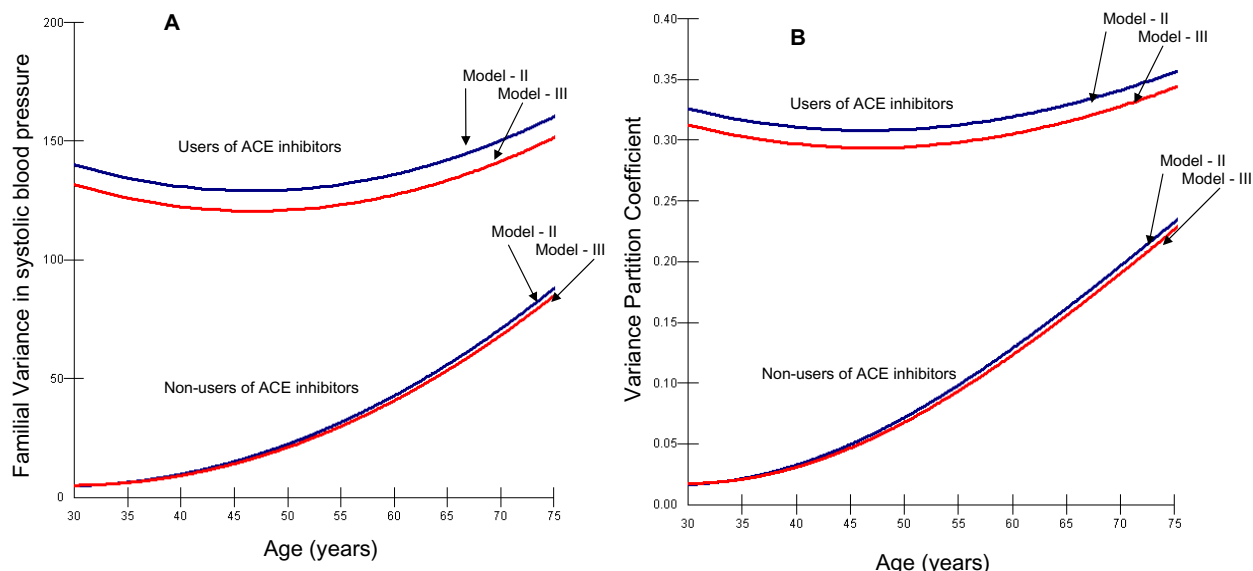 A
Familial Variance in systolic blood pressure
200
150
100
50
0
Model - II
Model - III
Users of ACE inhibitors
Model - II
Model - III
Non-users of ACE inhibitors
30 35 40 45 50 55 60 65 70 75
Age (years)
B
Variance Partition Coefficient
0.40
0.35
0.30
0.25
0.20
0.15
0.10
0.05
0.00
Model - II
Model - III
Users of ACE inhibitors
Model - II
Model - III
Non-users of ACE inhibitors
30 35 40 45 50 55 60 65 70 75
Age (years)